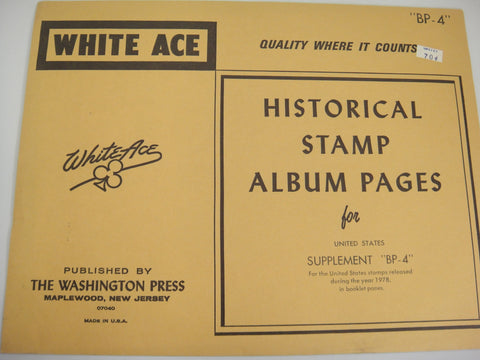 "BP-4"
WHITE ACE
QUALITY WHERE IT COUNTS
70¢
HISTORICAL
STAMP
ALBUM PAGES
for
UNITED STATES
SUPPLEMENT "BP-4"
For the United States stamps released
during the year 1978,
in booklet panes.
White Ace
PUBLISHED BY
THE WASHINGTON PRESS
MAPLEWOOD, NEW JERSEY
07040
MADE IN U.S.A.